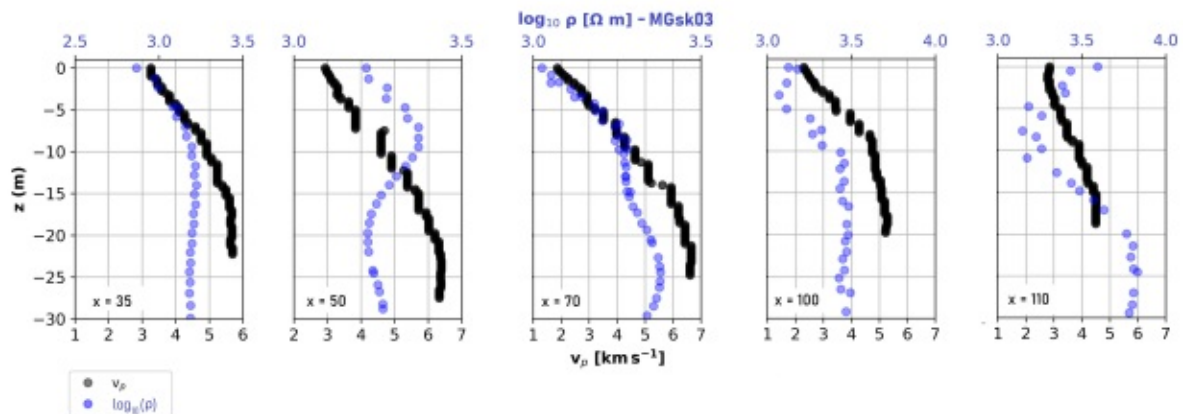 log₁₀ ρ [Ω m] – MGsk03
2.5 3.0 3.5 3.0 3.5 3.0 3.5 3.0 3.5 4.0 3.0 3.5 4.0
0
−5
−10
−15
−20
−25
−30
z (m)
x = 35 x = 50 x = 70 x = 100 x = 110
1 2 3 4 5 6 2 3 4 5 6 7 1 2 3 4 5 6 7 1 2 3 4 5 6 7 1 2 3 4 5 6 7
vₚ [km s⁻¹]
vₚ
log₁₀(ρ)